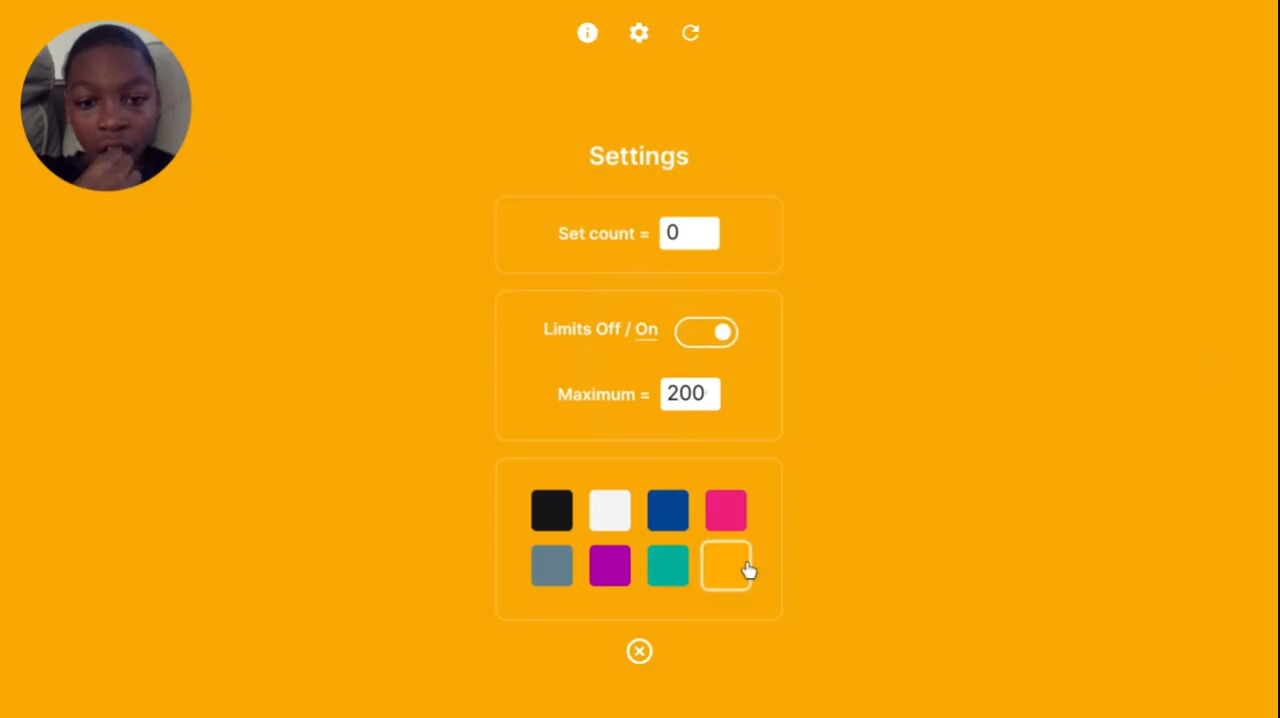 Settings
Set count = 0
Limits Off / On
Maximum = 200